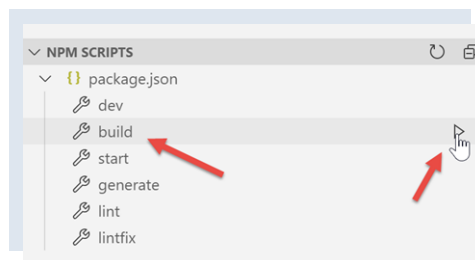 NPM SCRIPTS
{} package.json
dev
build
start
generate
lint
lintfix